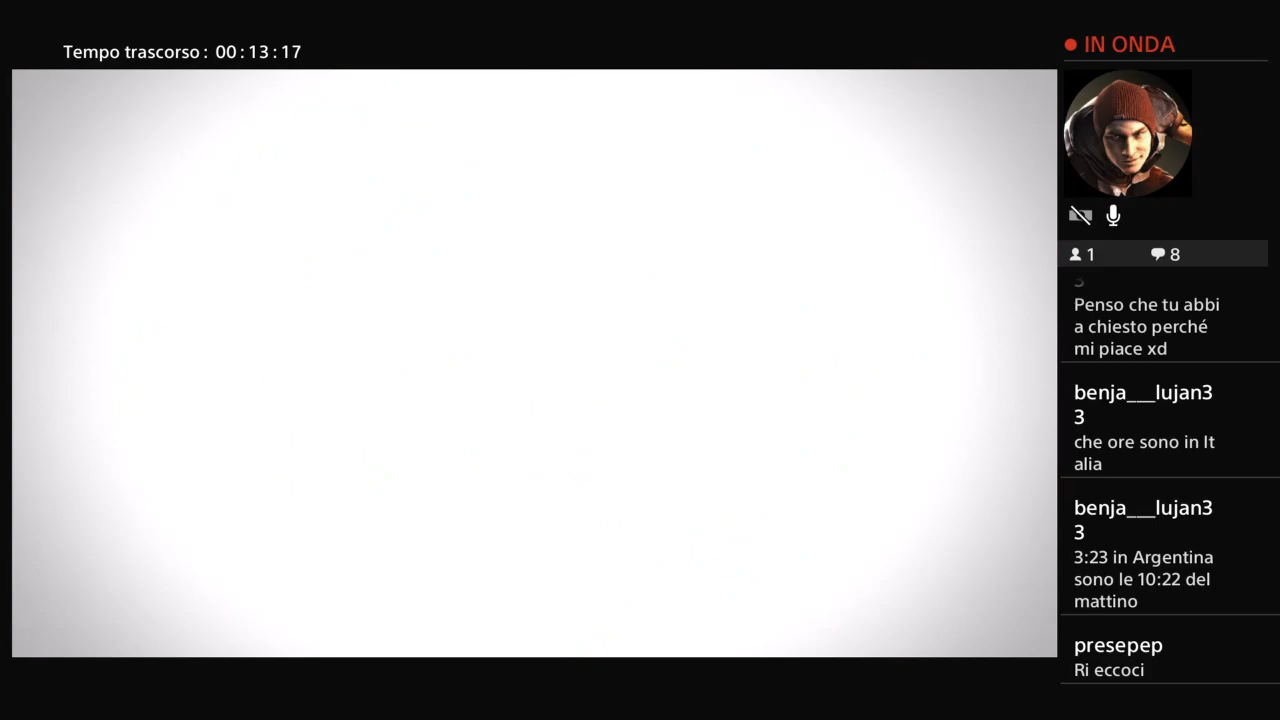 Tempo trascorso: 00:13:17
IN ONDA
1
8
Penso che tu abbi
a chiesto perché
mi piace xd
benja___lujan3
3
che ore sono in It
alia
benja___lujan3
3
3:23 in Argentina
sono le 10:22 del
mattino
presepep
Ri eccoci